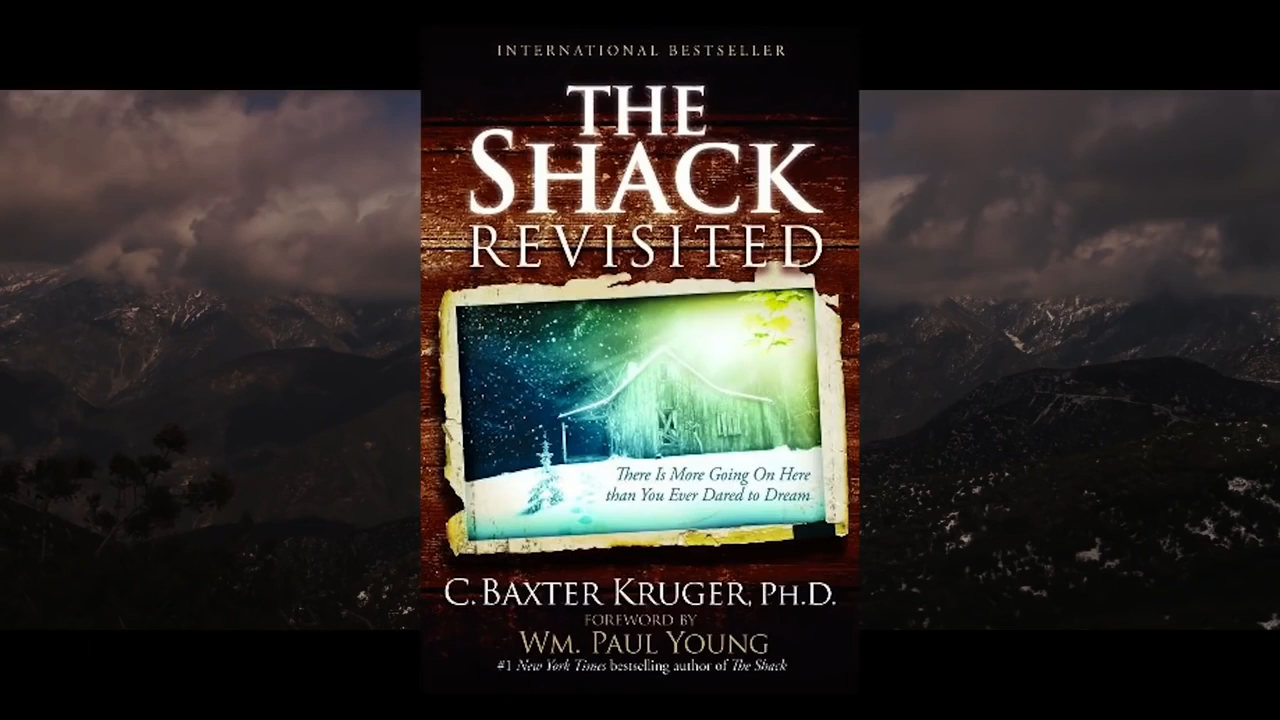 INTERNATIONAL BESTSELLER
THE
SHACK
REVISITED
There Is More Going On Here
than You Ever Dared to Dream
C. BAXTER KRUGER, PH.D.
FOREWORD BY
WM. PAUL YOUNG
#1 New York Times bestselling author of The Shack